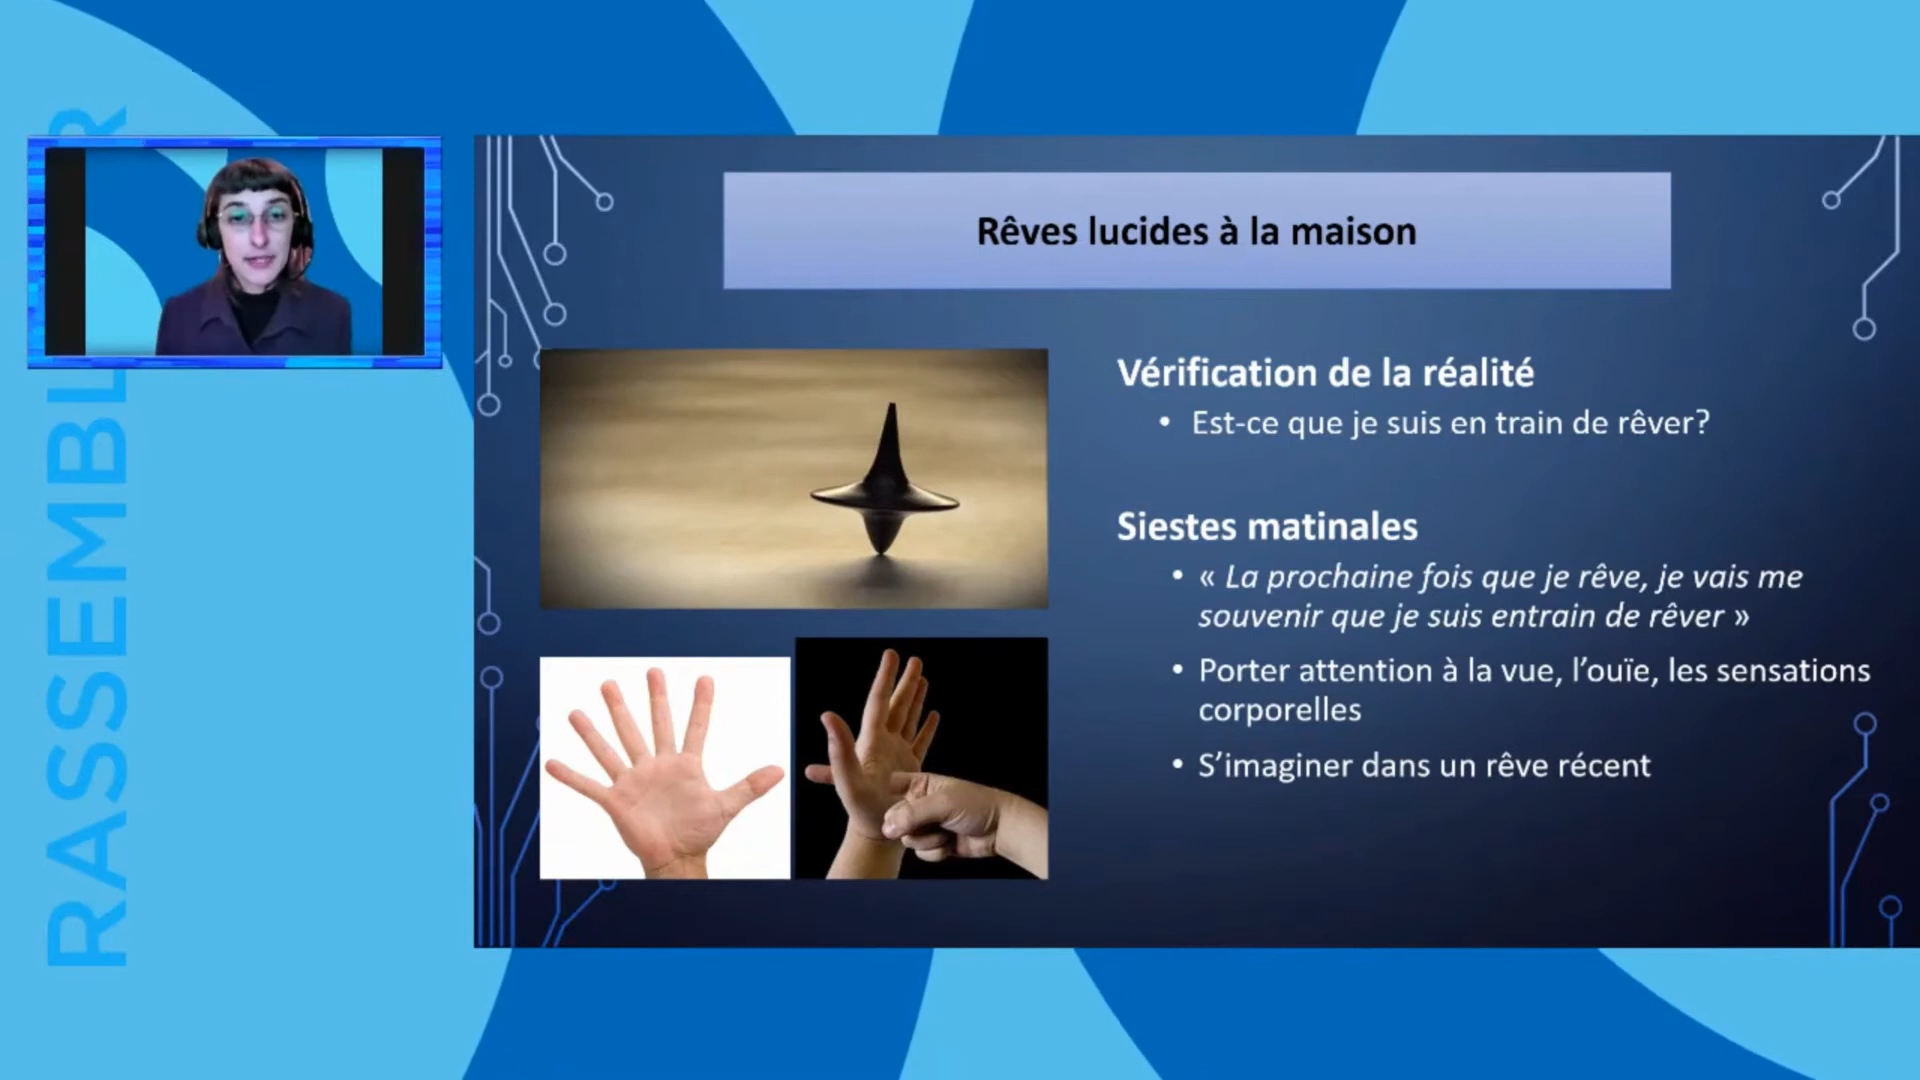 RASSEMBL R
Rêves lucides à la maison
Vérification de la réalité
• Est-ce que je suis en train de rêver?
Siestes matinales
• « La prochaine fois que je rêve, je vais me
souvenir que je suis entrain de rêver »
• Porter attention à la vue, l’ouïe, les sensations
corporelles
• S’imaginer dans un rêve récent